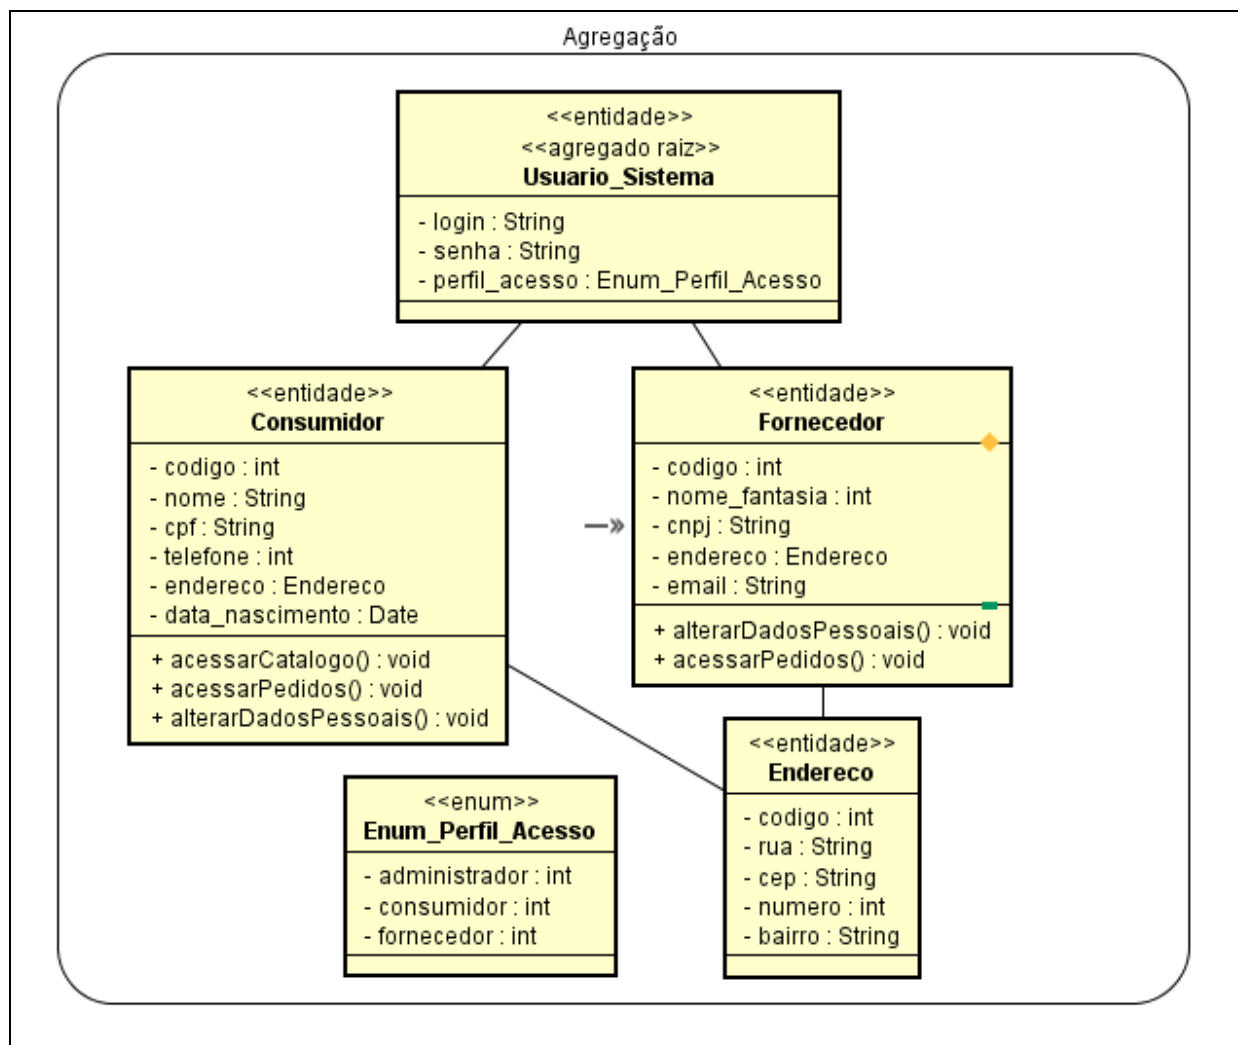 Agregação
<<entidade>>
<<agregado raiz>>
Usuario_Sistema
- login : String
- senha : String
- perfil_acesso : Enum_Perfil_Acesso
<<entidade>>
Consumidor
- codigo : int
- nome : String
- cpf : String
- telefone : int
- endereco : Endereco
- data_nascimento : Date
+ acessarCatalogo() : void
+ acessarPedidos() : void
+ alterarDadosPessoais() : void
<<entidade>>
Fornecedor
- codigo : int
- nome_fantasia : int
- cnpj : String
- endereco : Endereco
- email : String
+ alterarDadosPessoais() : void
+ acessarPedidos() : void
<<enum>>
Enum_Perfil_Acesso
- administrador : int
- consumidor : int
- fornecedor : int
<<entidade>>
Endereco
- codigo : int
- rua : String
- cep : String
- numero : int
- bairro : String